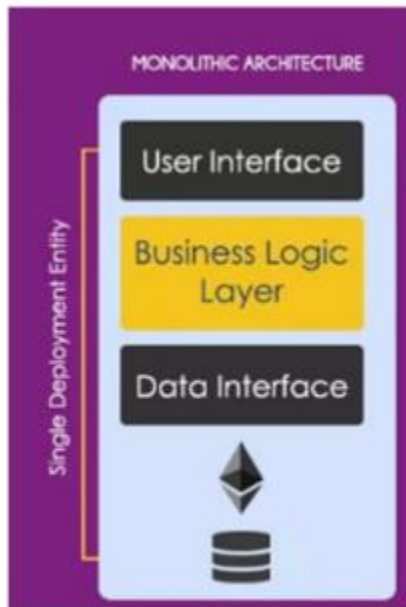 MONOLITHIC ARCHITECTURE
User Interface
Business Logic
Layer
Data Interface
Single Deployment Entity